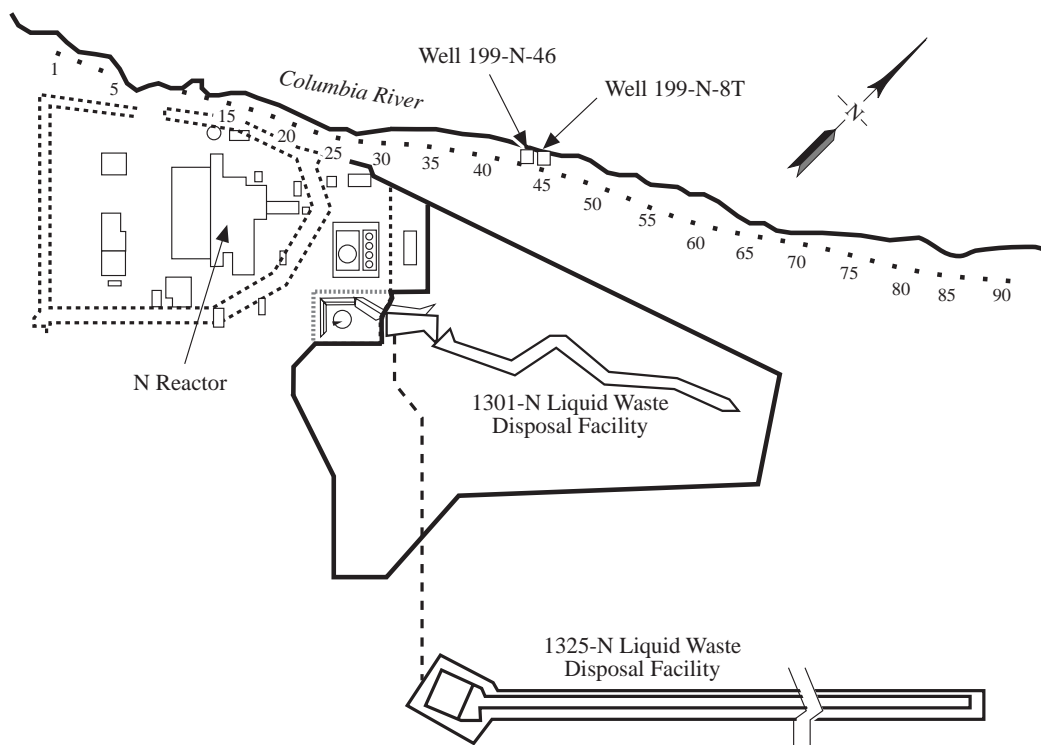 Well 199-N-46
Well 199-N-8T
Columbia River
-N-
1
5
15
20
25
30
35
40
45
50
55
60
65
70
75
80
85
90
N Reactor
1301-N Liquid Waste
Disposal Facility
1325-N Liquid Waste
Disposal Facility